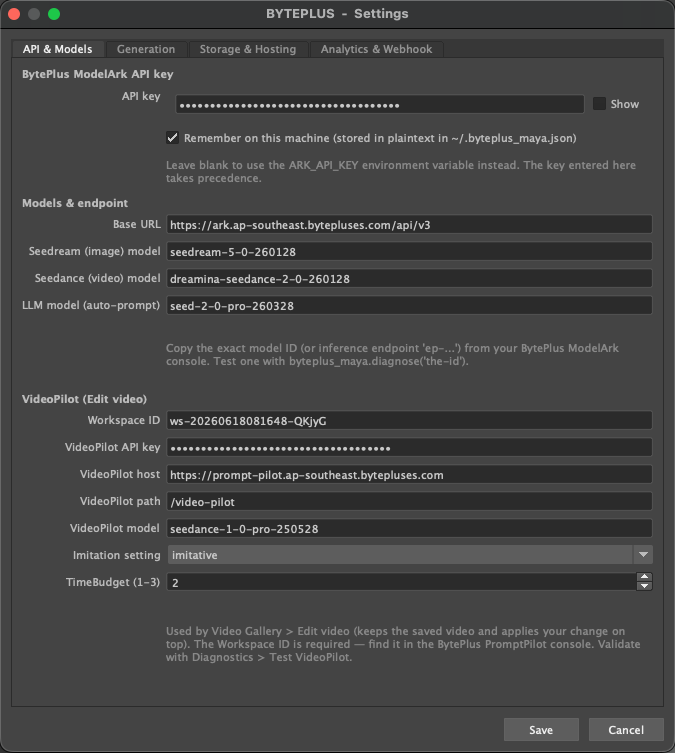 BYTEPLUS - Settings
API & Models
Generation
Storage & Hosting
Analytics & Webhook
BytePlus ModelArk API key
API key
••••••••••••••••••••••••••••••••••••
Show
Remember on this machine (stored in plaintext in ~/.byteplus_maya.json)
Leave blank to use the ARK_API_KEY environment variable instead. The key entered here
takes precedence.
Models & endpoint
Base URL https://ark.ap-southeast.bytepluses.com/api/v3
Seedream (image) model seedream-5-0-260128
Seedance (video) model dreamina-seedance-2-0-260128
LLM model (auto-prompt) seed-2-0-pro-260328
Copy the exact model ID (or inference endpoint 'ep-...') from your BytePlus ModelArk
console. Test one with byteplus_maya.diagnose('the-id').
VideoPilot (Edit video)
Workspace ID ws-20260618081648-QKjyG
VideoPilot API key ••••••••••••••••••••••••••••••••••••
VideoPilot host https://prompt-pilot.ap-southeast.bytepluses.com
VideoPilot path /video-pilot
VideoPilot model seedance-1-0-pro-250528
Imitation setting imitative
TimeBudget (1-3) 2
Used by Video Gallery > Edit video (keeps the saved video and applies your change on
top). The Workspace ID is required — find it in the BytePlus PromptPilot console. Validate
with Diagnostics > Test VideoPilot.
Save
Cancel